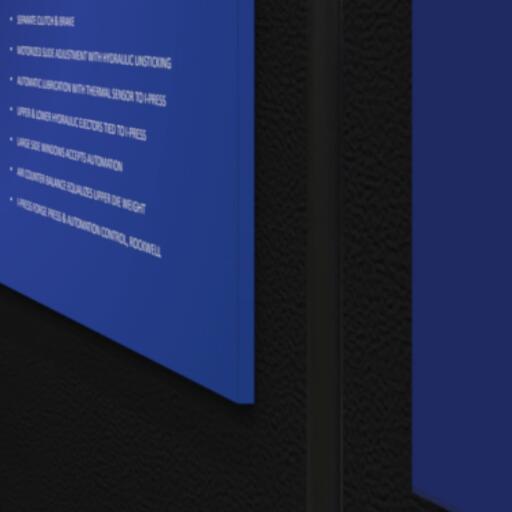 • SEPARATE CLUTCH & BRAKE
• MOTORIZED SLIDE ADJUSTMENT WITH HYDRAULIC UNSTICKING
• AUTOMATIC LUBRICATION WITH THERMAL SENSOR TO I-PRESS
• UPPER & LOWER HYDRAULIC EJECTORS TIED TO I-PRESS
• LARGE SIDE WINDOWS ACCEPTS AUTOMATION
• AIR COUNTER BALANCE EQUALIZES UPPER DIE WEIGHT
• I-PRESS FORGE PRESS & AUTOMATION CONTROL, ROCKWELL